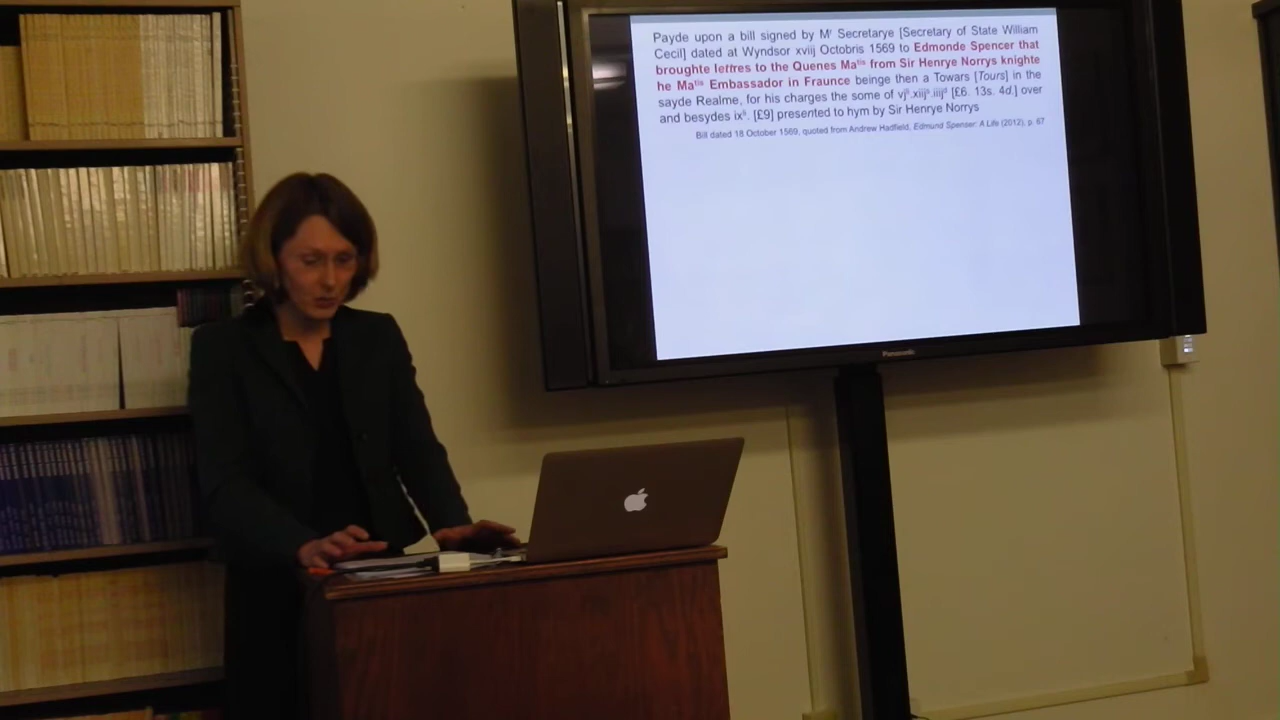 Payde upon a bill signed by Mʳ Secretarye [Secretary of State William
Cecil] dated at Wyndsor xviij Octobris 1569 to Edmonde Spencer that
broughte lettres to the Quenes Maᵗⁱˢ from Sir Henrye Norrys knighte
he Maᵗⁱˢ Embassador in Fraunce beinge then a Towars [Tours] in the
sayde Realme, for his charges the some of vjˡⁱ.xiijˢ.iiijᵈ [£6. 13s. 4d.] over
and besydes ixˡⁱ. [£9] presented to hym by Sir Henrye Norrys
Bill dated 18 October 1569, quoted from Andrew Hadfield, Edmund Spenser: A Life (2012), p. 67
Panasonic